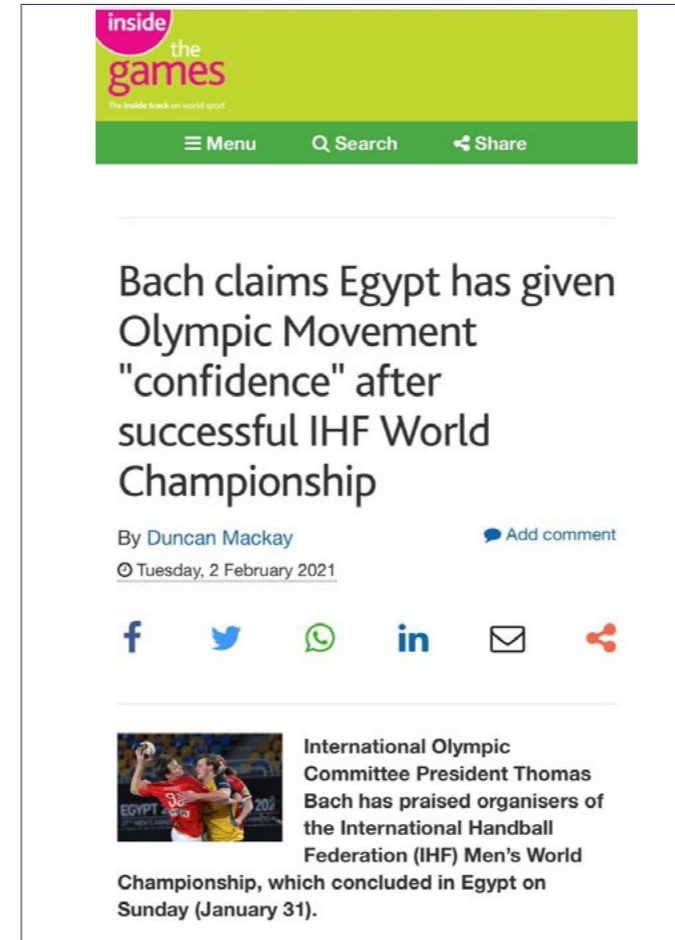 inside
the
games
The inside track on world sport
Menu Search Share
Bach claims Egypt has given
Olympic Movement
"confidence" after
successful IHF World
Championship
By Duncan Mackay
Add comment
Tuesday, 2 February 2021
f in
International Olympic
Committee President Thomas
Bach has praised organisers of
the International Handball
Federation (IHF) Men's World
Championship, which concluded in Egypt on
Sunday (January 31).
EGYPT 202